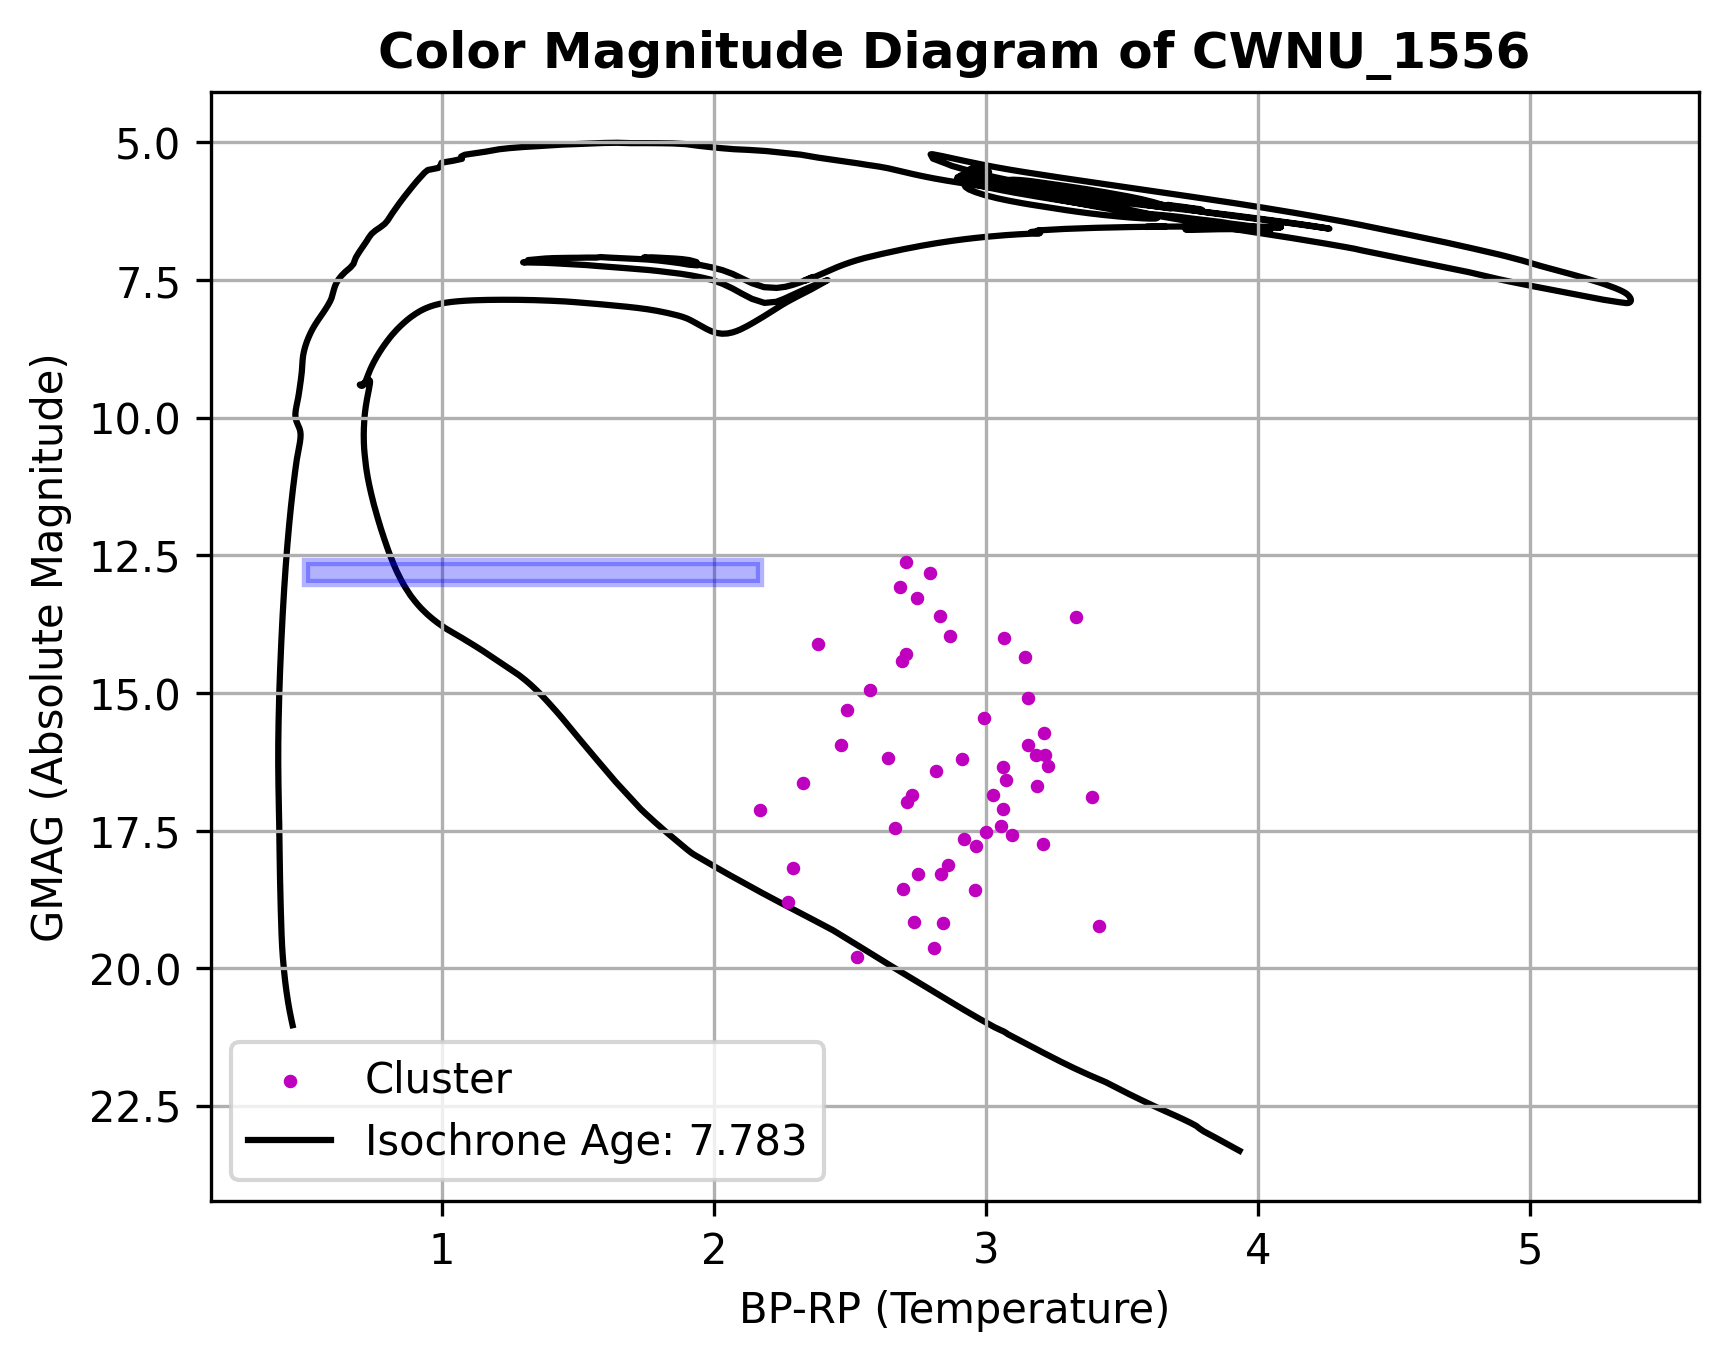 Color Magnitude Diagram of CWNU_1556
GMAG (Absolute Magnitude)
5.0
7.5
10.0
12.5
15.0
17.5
20.0
22.5
Cluster
Isochrone Age: 7.783
1 2 3 4 5
BP-RP (Temperature)